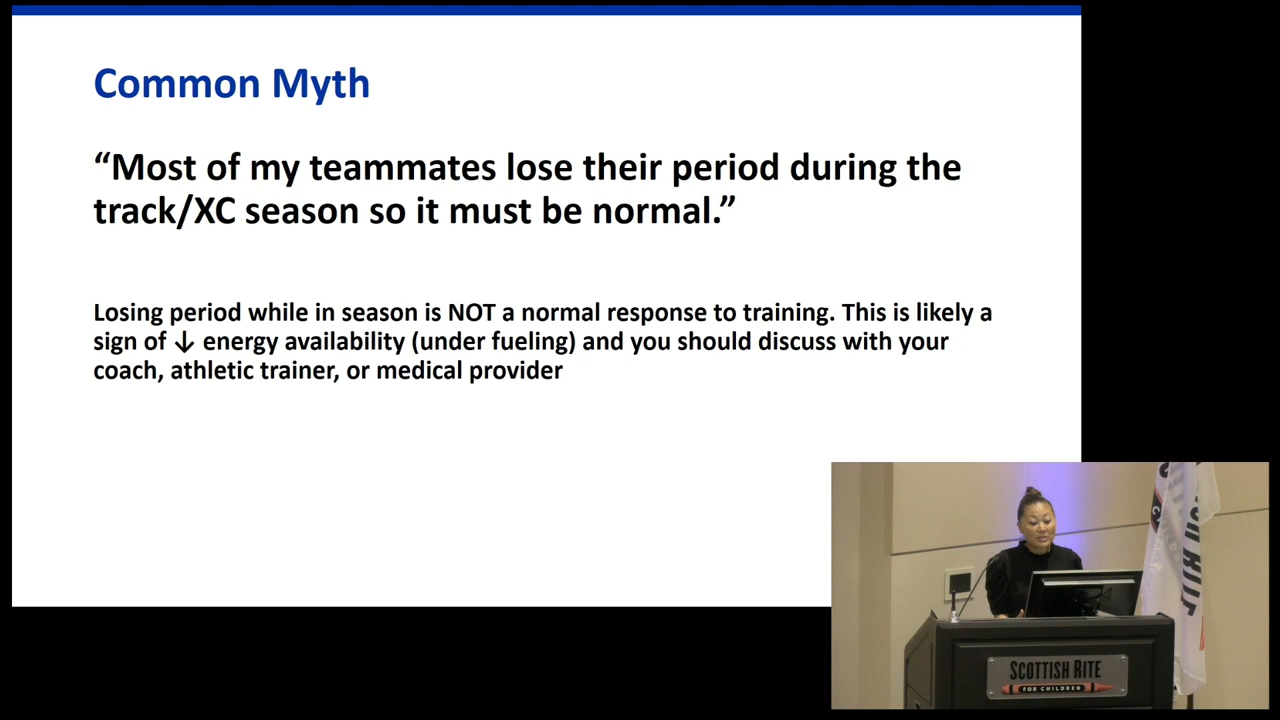 Common Myth
“Most of my teammates lose their period during the
track/XC season so it must be normal.”
Losing period while in season is NOT a normal response to training. This is likely a
sign of ↓ energy availability (under fueling) and you should discuss with your
coach, athletic trainer, or medical provider
SCOTTISH RITE
FOR CHILDREN